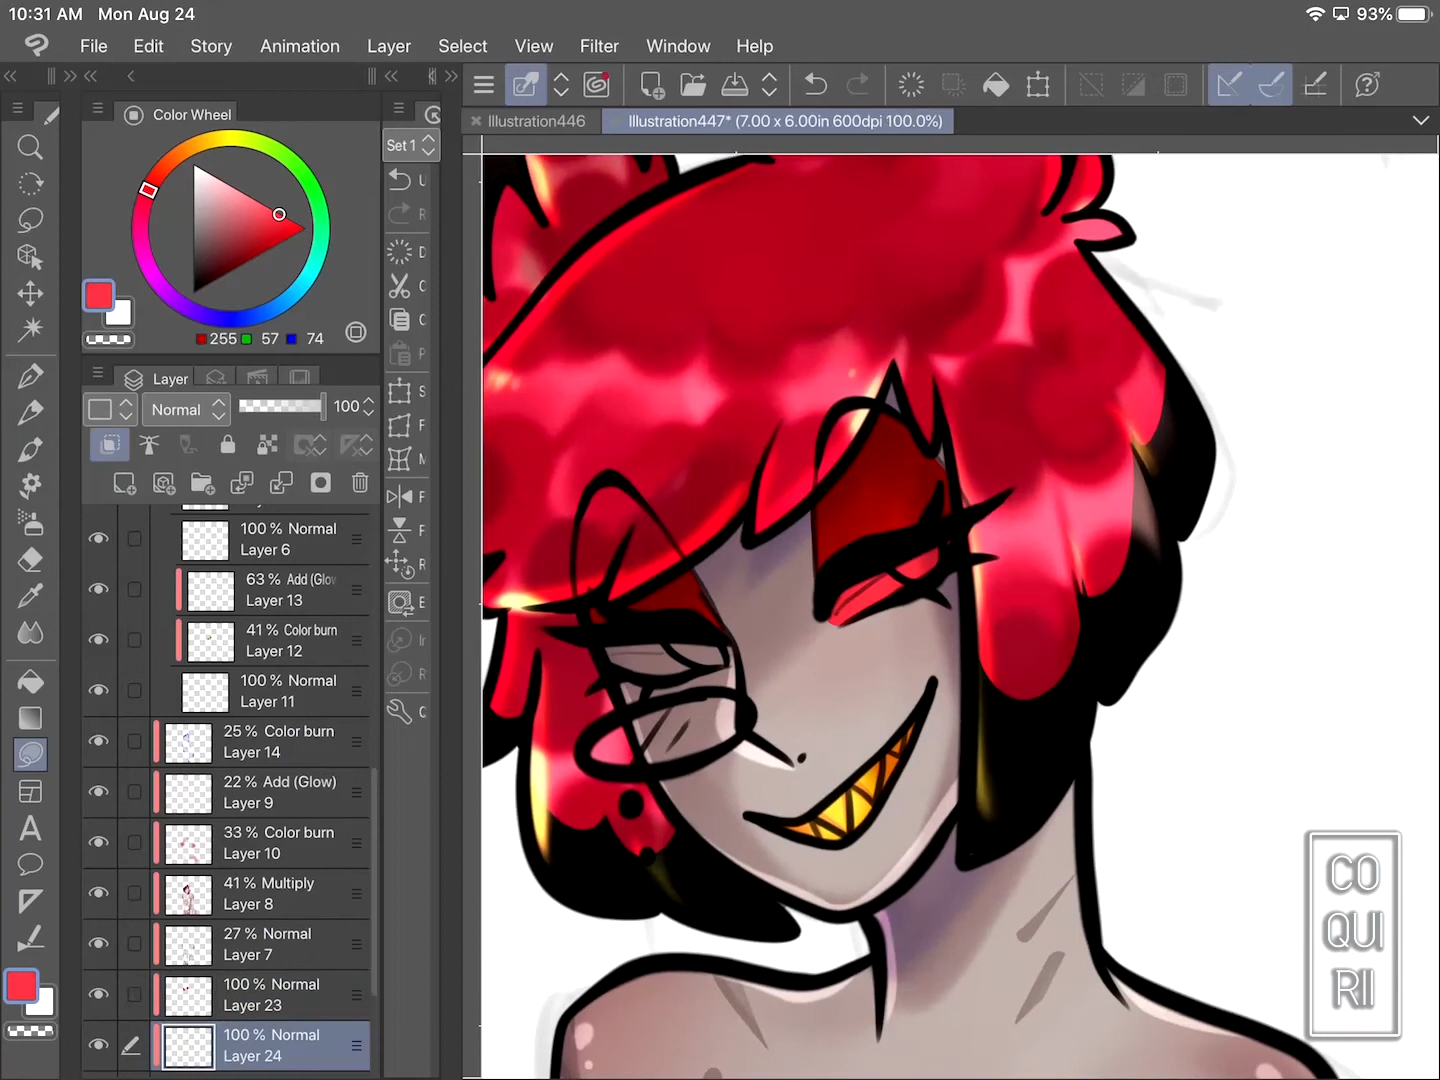 10:31 AM Mon Aug 24
93%
File Edit Story Animation Layer Select View Filter Window Help
Color Wheel
Illustration446
Illustration447* (7.00 x 6.00in 600dpi 100.0%)
Set 1
U
R
D
C
C
P
S
F
M
F
F
R
E
In
R
C
255 57 74
Layer
Normal 100
100 % Normal
Layer 6
63 % Add (Glow
Layer 13
41 % Color burn
Layer 12
100 % Normal
Layer 11
25 % Color burn
Layer 14
22 % Add (Glow)
Layer 9
33 % Color burn
Layer 10
41 % Multiply
Layer 8
27 % Normal
Layer 7
100 % Normal
Layer 23
100 % Normal
Layer 24
CO
QUI
RII